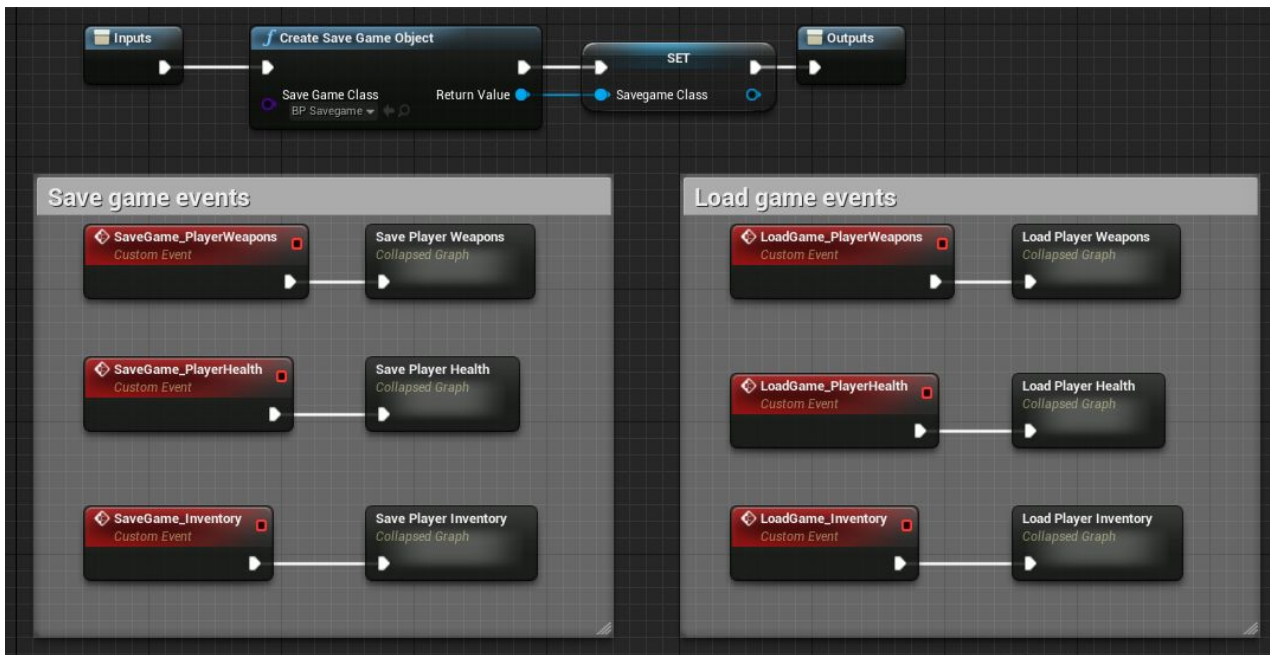 Inputs
Create Save Game Object
Save Game Class
BP Savegame
Return Value
SET
Savegame Class
Outputs
Save game events
SaveGame_PlayerWeapons
Custom Event
Save Player Weapons
Collapsed Graph
SaveGame_PlayerHealth
Custom Event
Save Player Health
Collapsed Graph
SaveGame_Inventory
Custom Event
Save Player Inventory
Collapsed Graph
Load game events
LoadGame_PlayerWeapons
Custom Event
Load Player Weapons
Collapsed Graph
LoadGame_PlayerHealth
Custom Event
Load Player Health
Collapsed Graph
LoadGame_Inventory
Custom Event
Load Player Inventory
Collapsed Graph